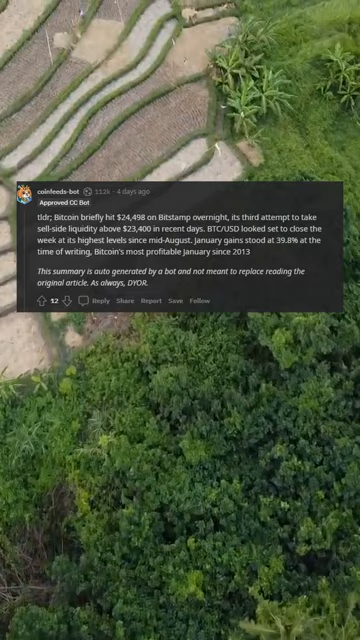 coinfeeds-bot 112k · 4 days ago
Approved CC Bot
tldr; Bitcoin briefly hit $24,498 on Bitstamp overnight, its third attempt to take
sell-side liquidity above $23,400 in recent days. BTC/USD looked set to close the
week at its highest levels since mid-August. January gains stood at 39.8% at the
time of writing, Bitcoin's most profitable January since 2013
This summary is auto generated by a bot and not meant to replace reading the
original article. As always, DYOR.
12 Reply Share Report Save Follow